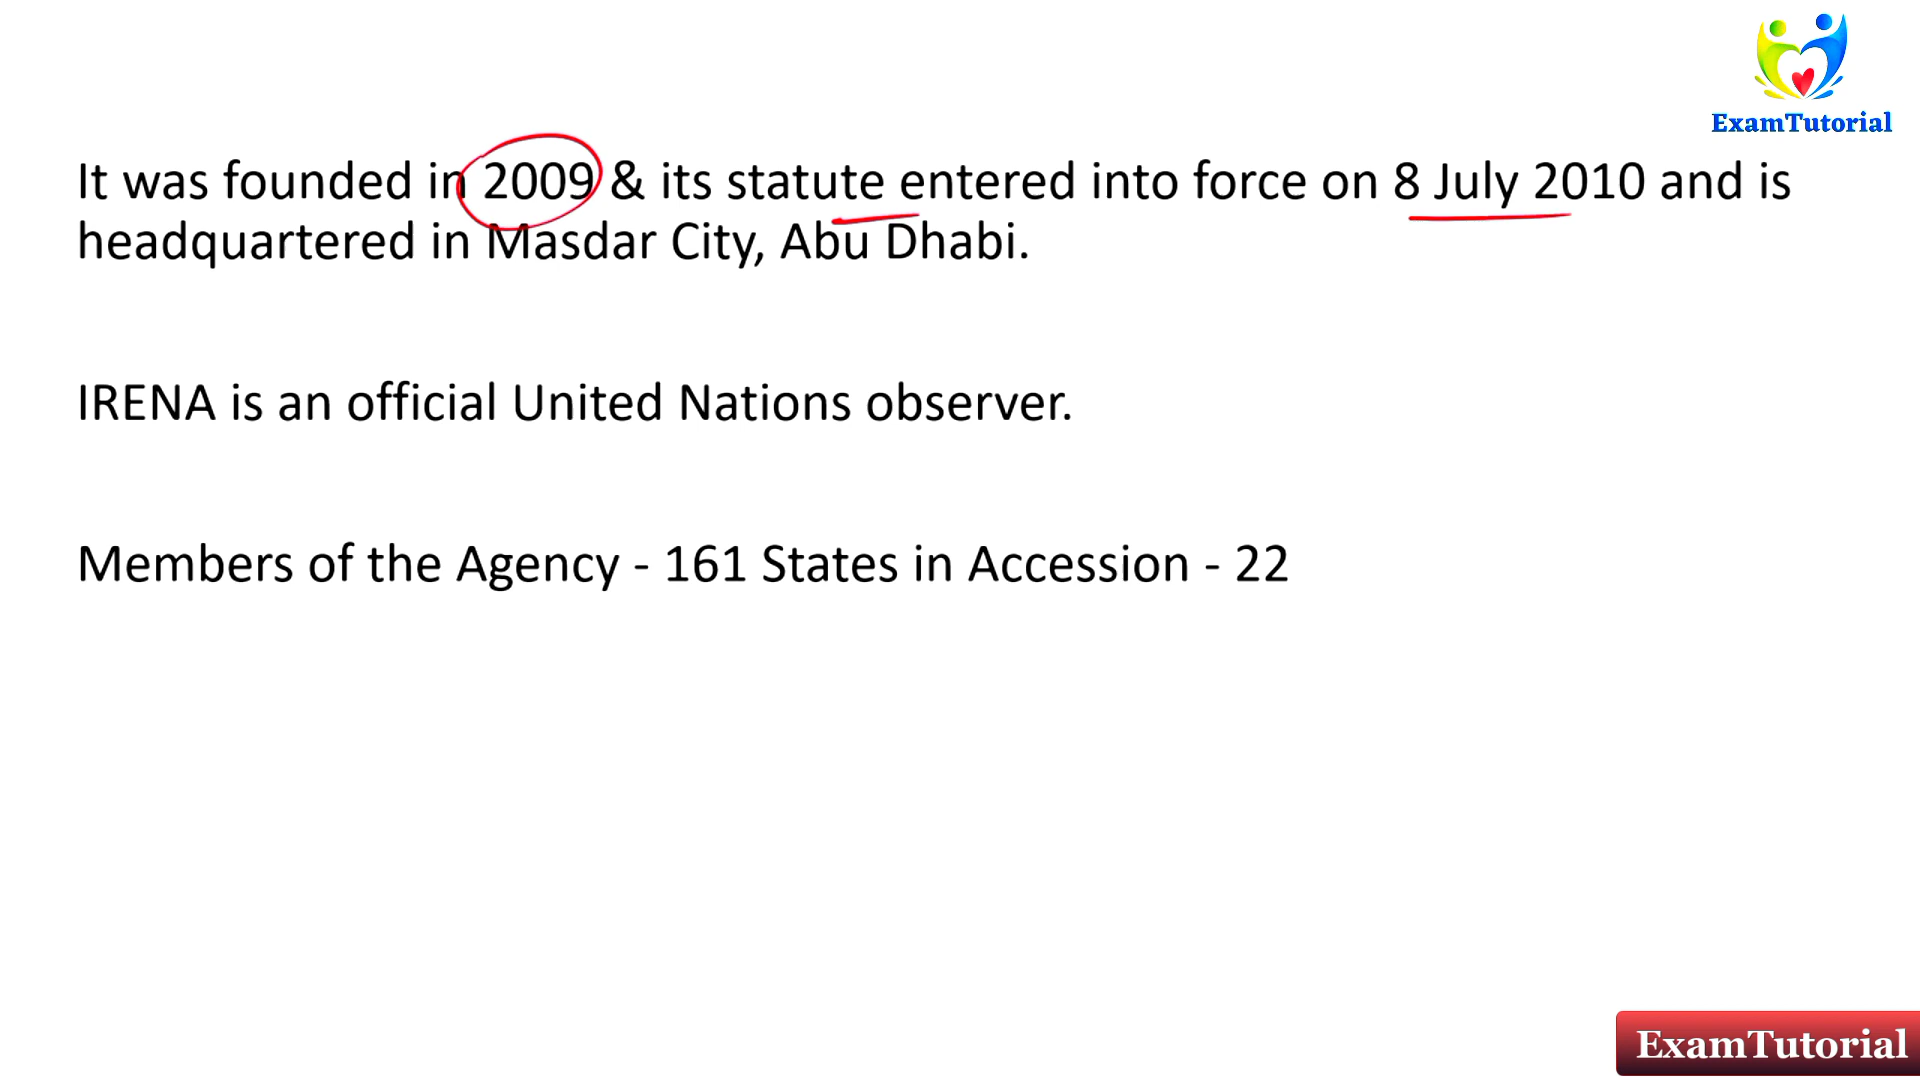 ExamTutorial
It was founded in 2009 & its statute entered into force on 8 July 2010 and is
headquartered in Masdar City, Abu Dhabi.
IRENA is an official United Nations observer.
Members of the Agency - 161 States in Accession - 22
ExamTutorial